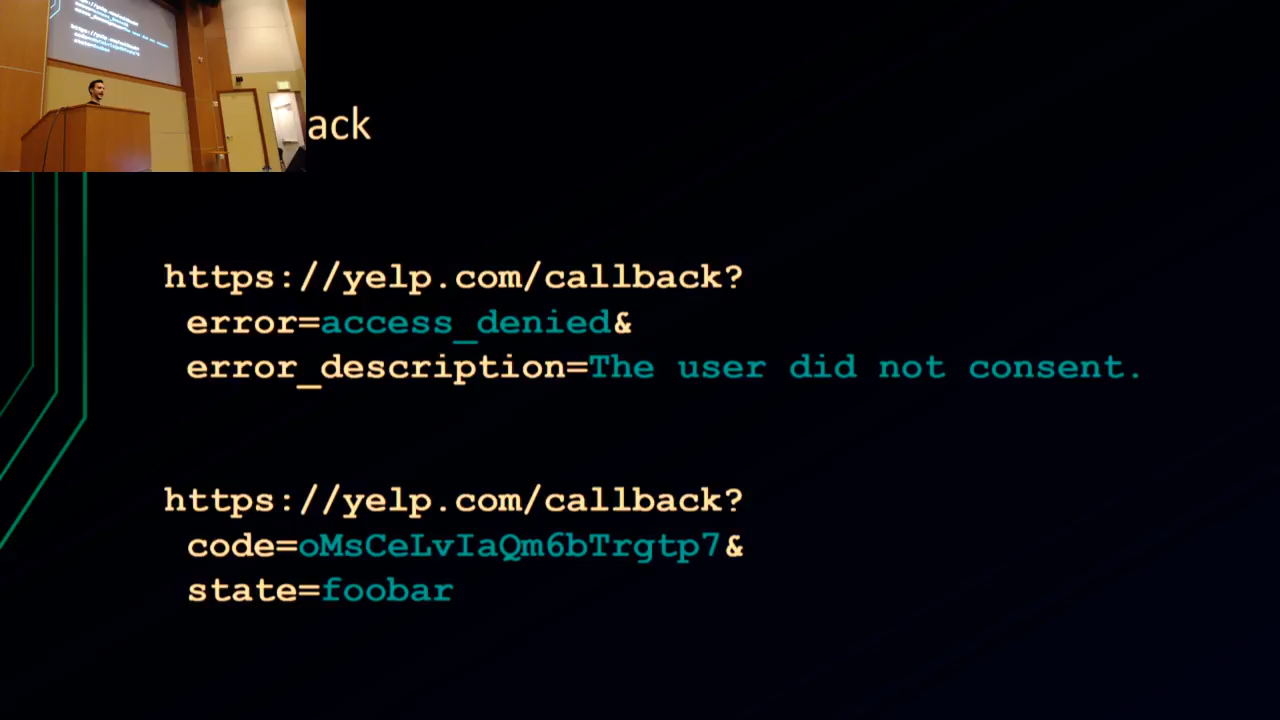 ack
https://yelp.com/callback?
error=access_denied&
error_description=The user did not consent.
https://yelp.com/callback?
code=oMsCeLvIaQm6bTrgtp7&
state=foobar